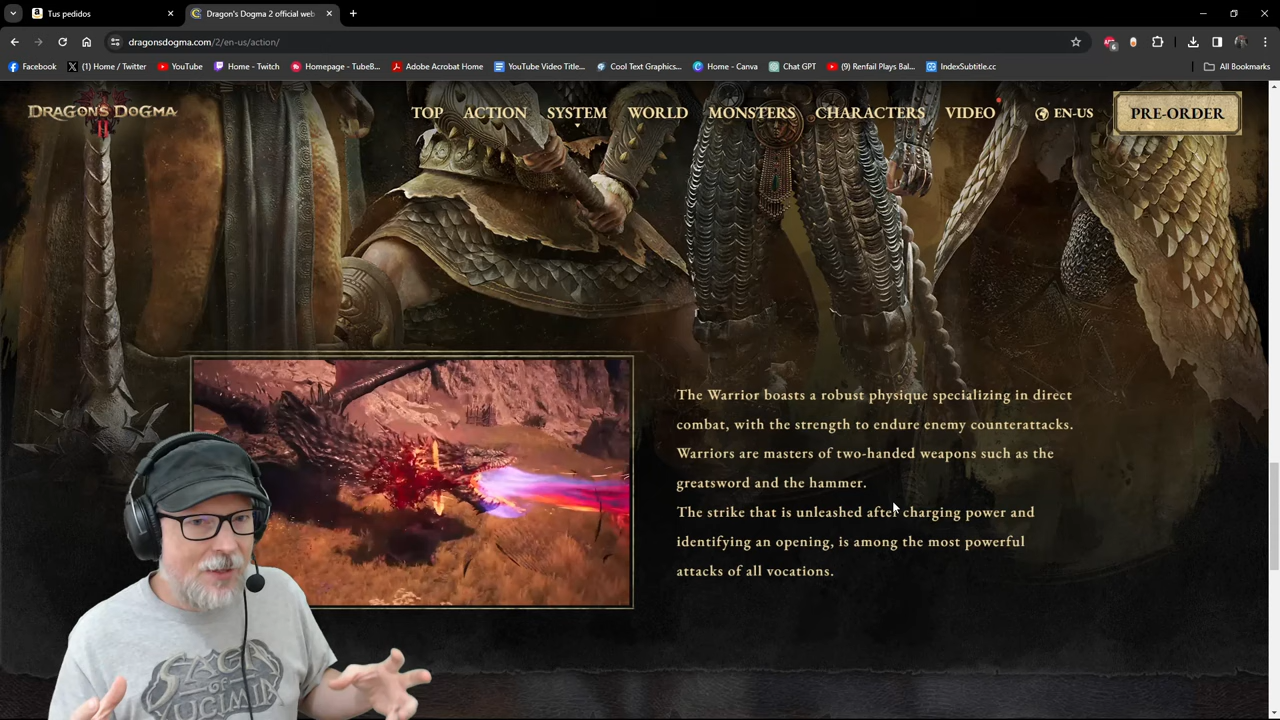 Tus pedidos
Dragon's Dogma 2 official web
dragonsdogma.com/2/en-us/action/
Facebook
(1) Home / Twitter
YouTube
Home - Twitch
Homepage - TubeB...
Adobe Acrobat Home
YouTube Video Title...
Cool Text Graphics...
Home - Canva
Chat GPT
(9) Renfail Plays Bal...
IndexSubtitle.cc
All Bookmarks
DRAGON'S DOGMA
TOP
ACTION
SYSTEM
WORLD
MONSTERS
CHARACTERS
VIDEO
EN-US
PRE-ORDER
The Warrior boasts a robust physique specializing in direct
combat, with the strength to endure enemy counterattacks.
Warriors are masters of two-handed weapons such as the
greatsword and the hammer.
The strike that is unleashed after charging power and
identifying an opening, is among the most powerful
attacks of all vocations.
SAGA
OF
LUCIMIA